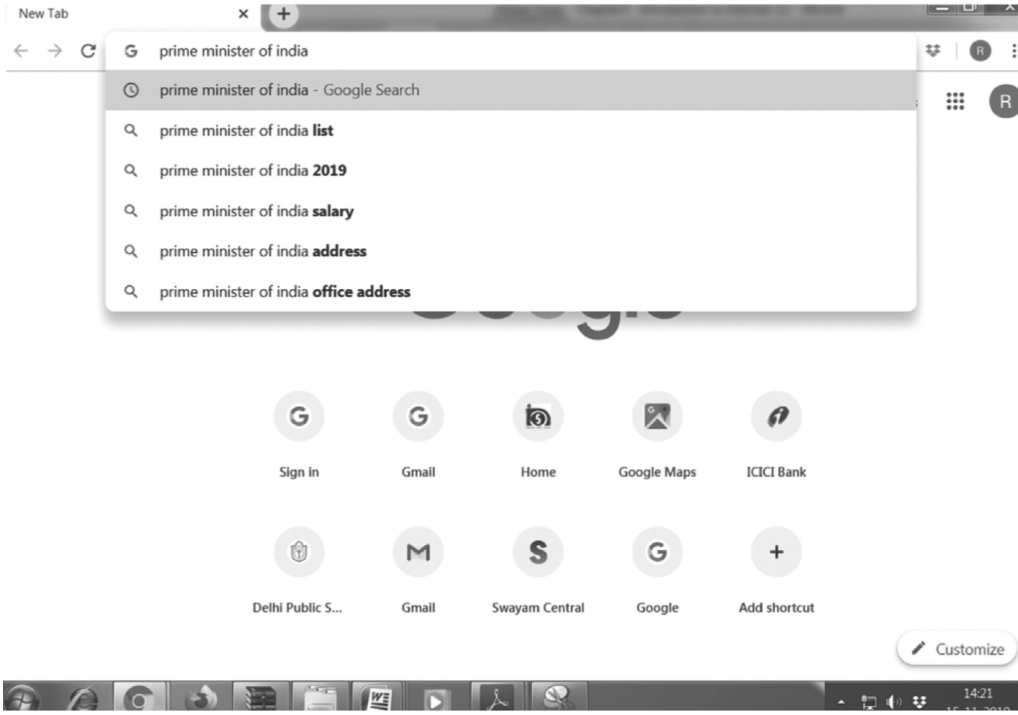 New Tab
prime minister of india
prime minister of india - Google Search
prime minister of india list
prime minister of india 2019
prime minister of india salary
prime minister of india address
prime minister of india office address
R
R
Sign in
Gmail
Home
Google Maps
ICICI Bank
Delhi Public S...
Gmail
Swayam Central
Google
Add shortcut
Customize
14:21